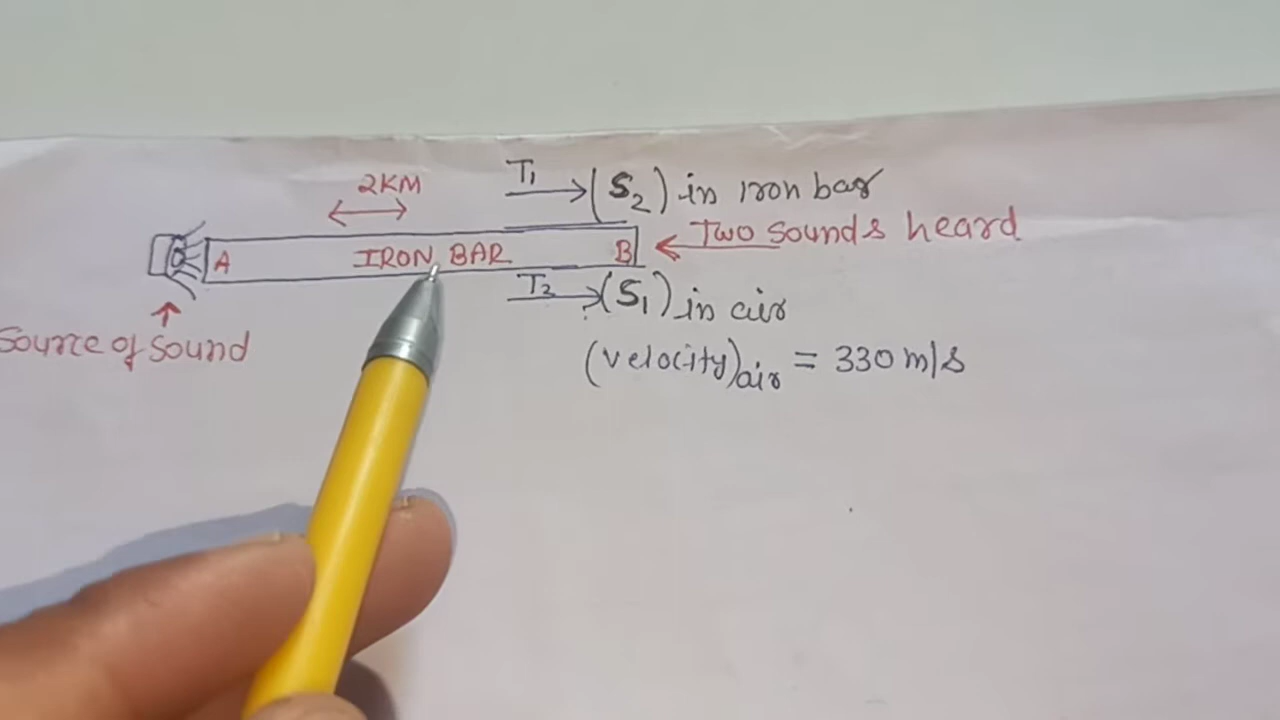 2KM
T1 (S2) in iron bar
Two sounds heard
A IRON BAR B
T2 (S1) in air
Source of sound
(velocity)air = 330 m/s